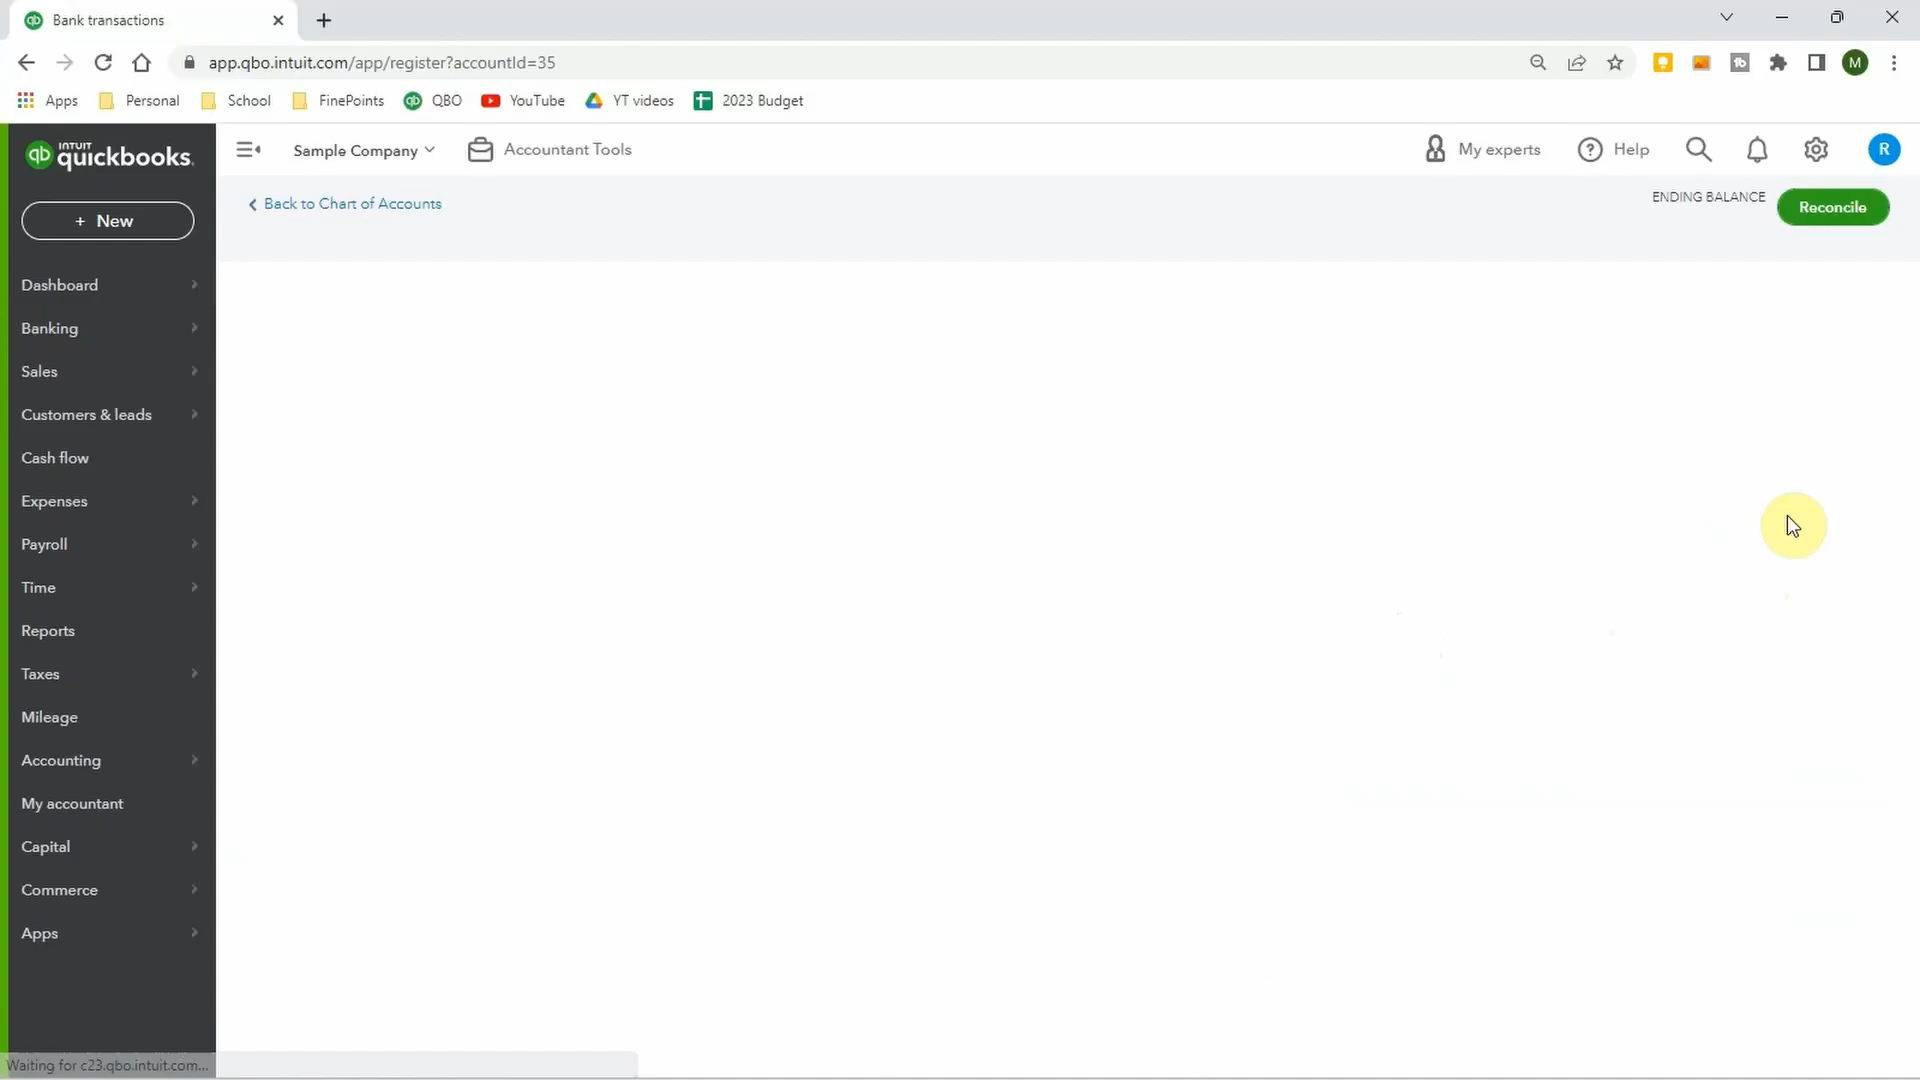 Bank transactions
app.qbo.intuit.com/app/register?accountId=35
Apps Personal School FinePoints QBO YouTube YT videos 2023 Budget
M
qb INTUIT quickbooks.
Sample Company Accountant Tools My experts Help R
Back to Chart of Accounts ENDING BALANCE Reconcile
+ New
Dashboard
Banking
Sales
Customers & leads
Cash flow
Expenses
Payroll
Time
Reports
Taxes
Mileage
Accounting
My accountant
Capital
Commerce
Apps
Waiting for c23.qbo.intuit.com...